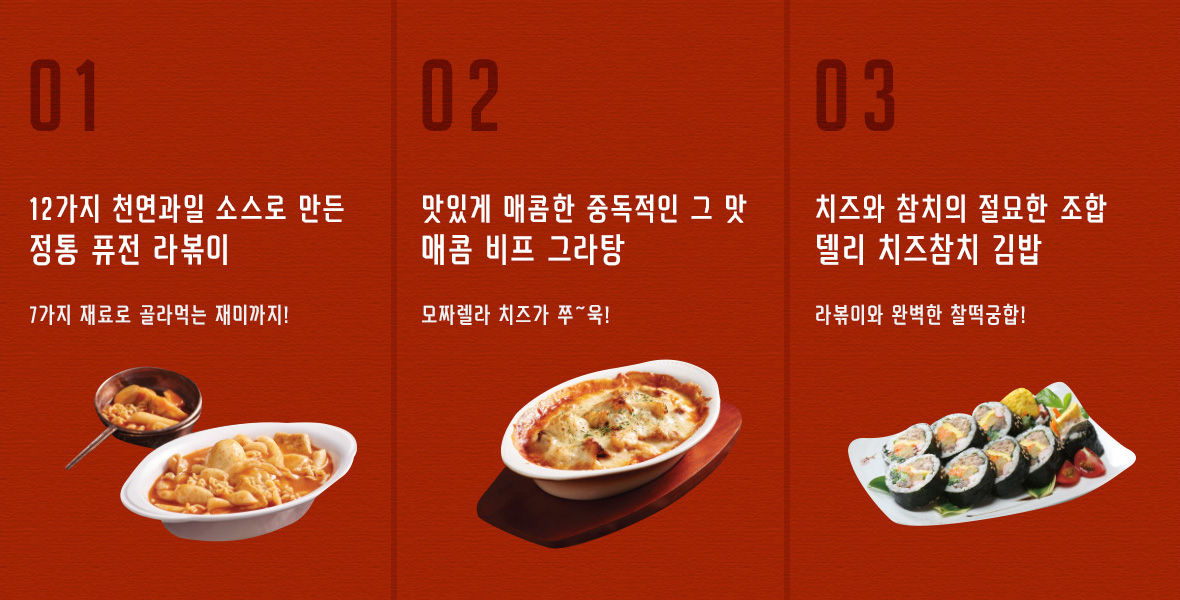 01
12가지 천연과일 소스로 만든
정통 퓨전 라볶이
7가지 재료로 골라먹는 재미까지!
02
맛있게 매콤한 중독적인 그 맛
매콤 비프 그라탕
모짜렐라 치즈가 쭈~욱!
03
치즈와 참치의 절묘한 조합
델리 치즈참치 김밥
라볶이와 완벽한 찰떡궁합!